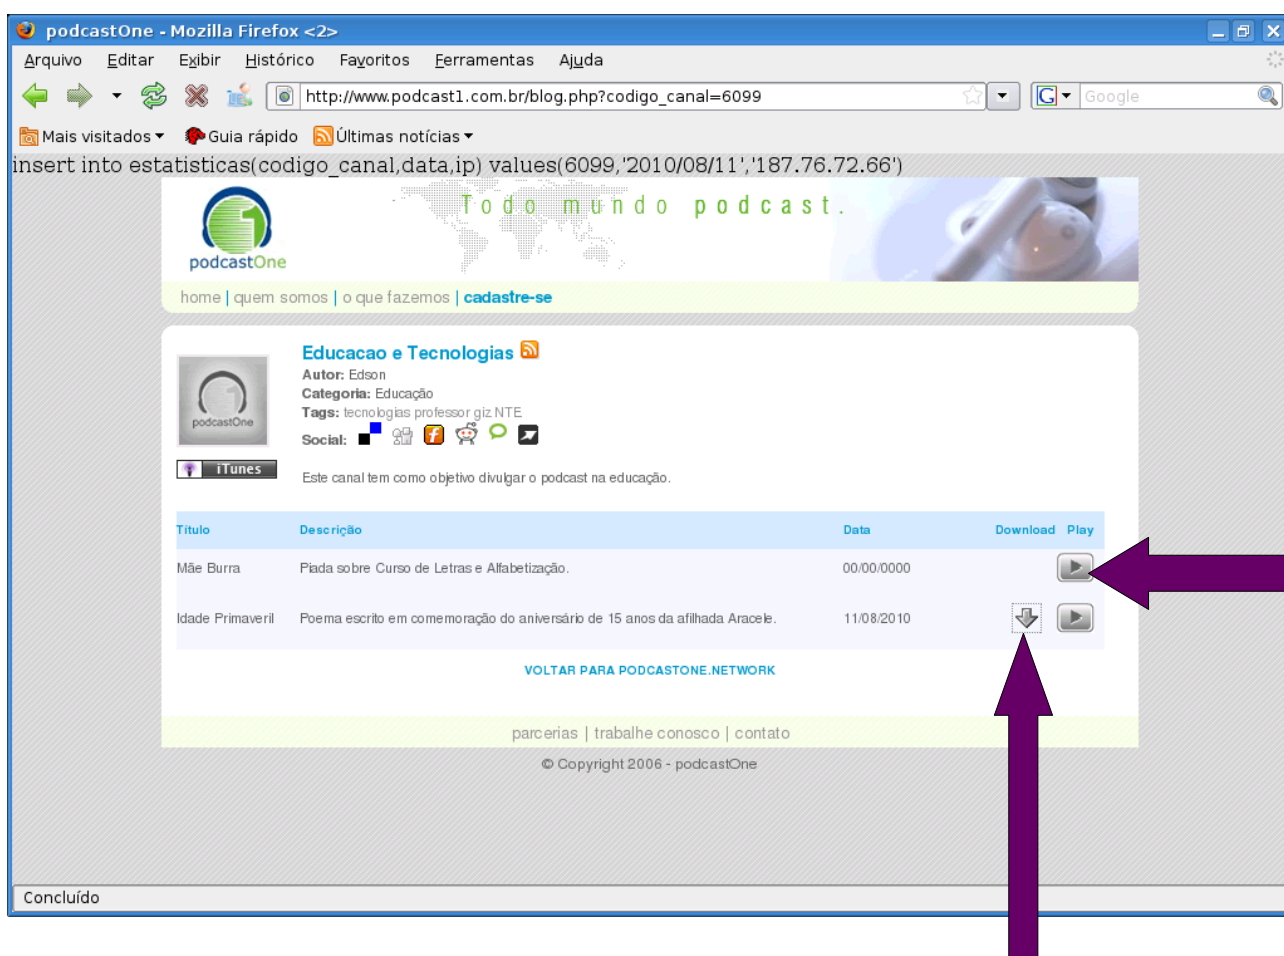 podcastOne - Mozilla Firefox <2>
Arquivo Editar Exibir Histórico Favoritos Ferramentas Ajuda
http://www.podcast1.com.br/blog.php?codigo_canal=6099
G Google
Mais visitados Guia rápido Últimas notícias
insert into estatisticas(codigo_canal,data,ip) values(6099,'2010/08/11','187.76.72.66')
Todo mundo podcast.
podcastOne
home | quem somos | o que fazemos | cadastre-se
Educacao e Tecnologias
Autor: Edson
Categoria: Educação
Tags: tecnologias professor giz NTE
podcastOne
Social:
iTunes
Este canal tem como objetivo divulgar o podcast na educação.
Título Descrição Data Download Play
Mãe Burra Piada sobre Curso de Letras e Alfabetização. 00/00/0000
Idade Primaveril Poema escrito em comemoração do aniversário de 15 anos da afilhada Aracele. 11/08/2010
VOLTAR PARA PODCASTONE.NETWORK
parcerias | trabalhe conosco | contato
© Copyright 2006 - podcastOne
Concluído